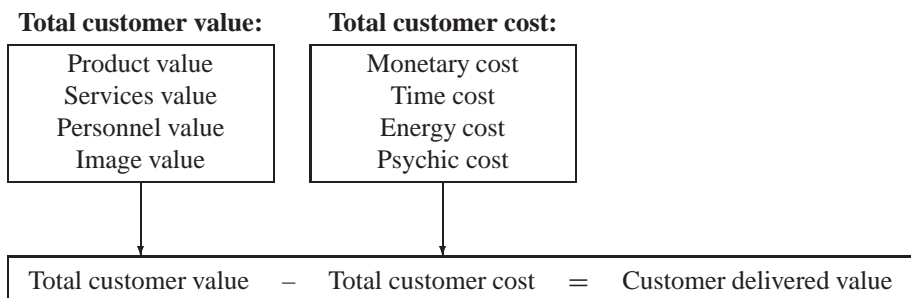 Total customer value:
Product value
Services value
Personnel value
Image value
Total customer cost:
Monetary cost
Time cost
Energy cost
Psychic cost
Total customer value – Total customer cost = Customer delivered value